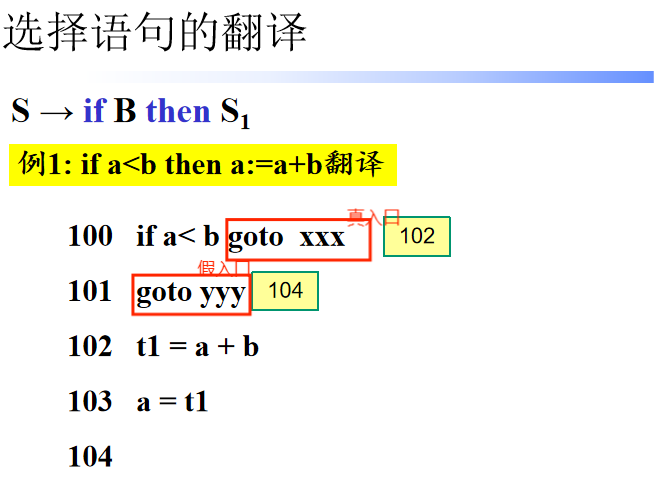 选择语句的翻译
S → if B then S₁
例1: if a<b then a:=a+b翻译
真入口
100 if a< b goto xxx 102
假入口
101 goto yyy 104
102 t1 = a + b
103 a = t1
104